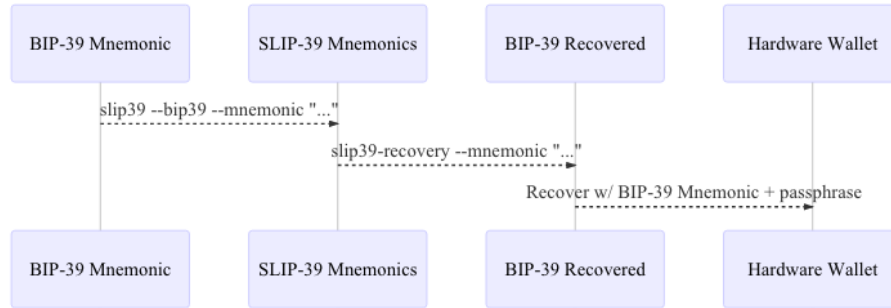 BIP-39 Mnemonic
SLIP-39 Mnemonics
BIP-39 Recovered
Hardware Wallet
slip39 --bip39 --mnemonic "..."
slip39-recovery --mnemonic "..."
Recover w/ BIP-39 Mnemonic + passphrase
BIP-39 Mnemonic
SLIP-39 Mnemonics
BIP-39 Recovered
Hardware Wallet